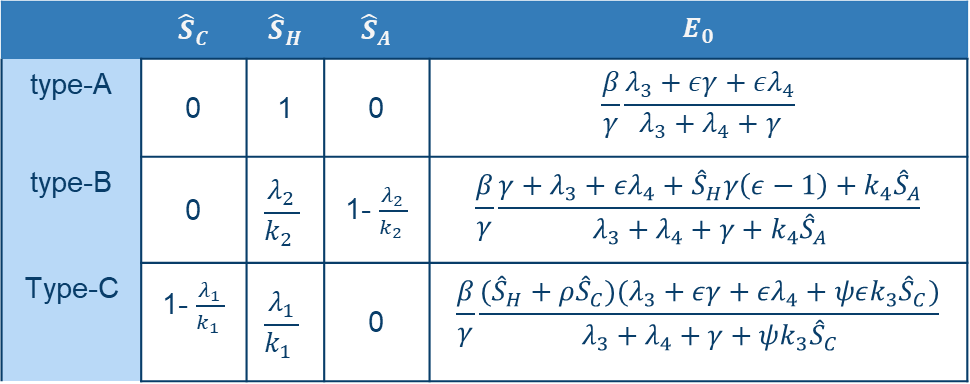 Ŝ_C Ŝ_H Ŝ_A E_0
type-A 0 1 0 β/γ (λ_3 + ϵγ + ϵλ_4)/(λ_3 + λ_4 + γ)
type-B 0 λ_2/k_2 1- λ_2/k_2 β/γ (γ + λ_3 + ϵλ_4 + Ŝ_Hγ(ϵ − 1) + k_4Ŝ_A)/(λ_3 + λ_4 + γ + k_4Ŝ_A)
Type-C 1- λ_1/k_1 λ_1/k_1 0 β/γ (Ŝ_H + ρŜ_C)(λ_3 + ϵγ + ϵλ_4 + ψϵk_3Ŝ_C)/(λ_3 + λ_4 + γ + ψk_3Ŝ_C)